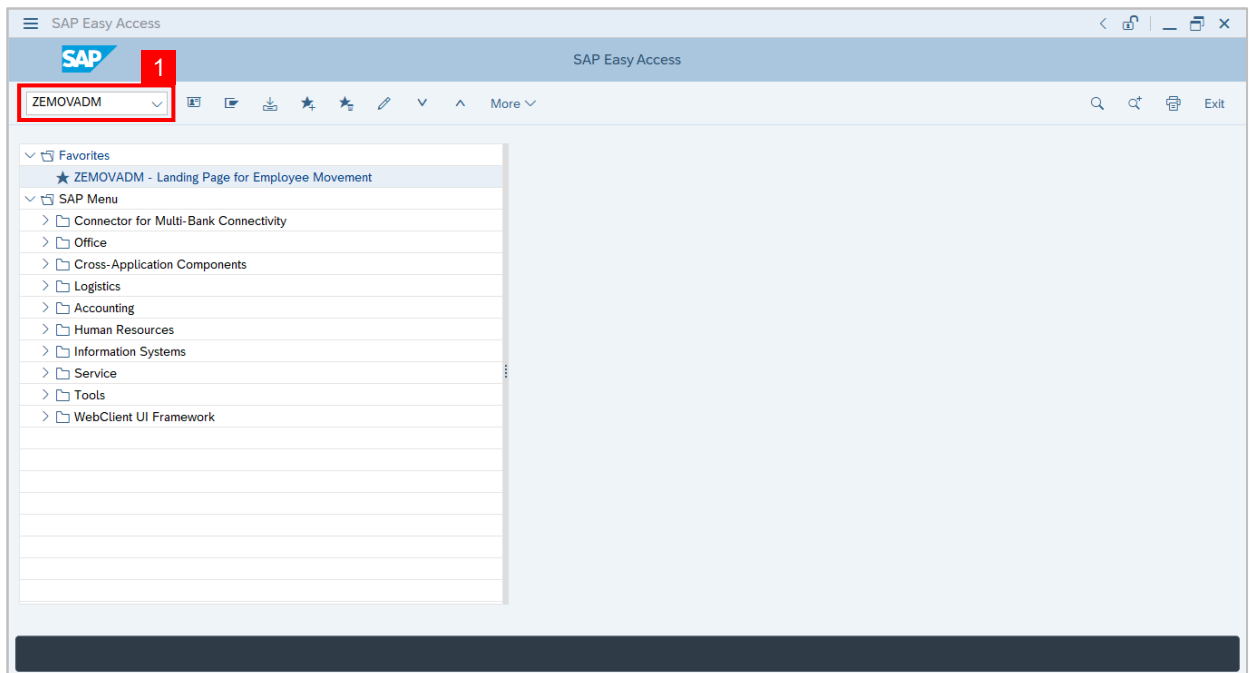 SAP Easy Access
SAP
1
SAP Easy Access
ZEMOVADM
More
Exit
Favorites
ZEMOVADM - Landing Page for Employee Movement
SAP Menu
Connector for Multi-Bank Connectivity
Office
Cross-Application Components
Logistics
Accounting
Human Resources
Information Systems
Service
Tools
WebClient UI Framework